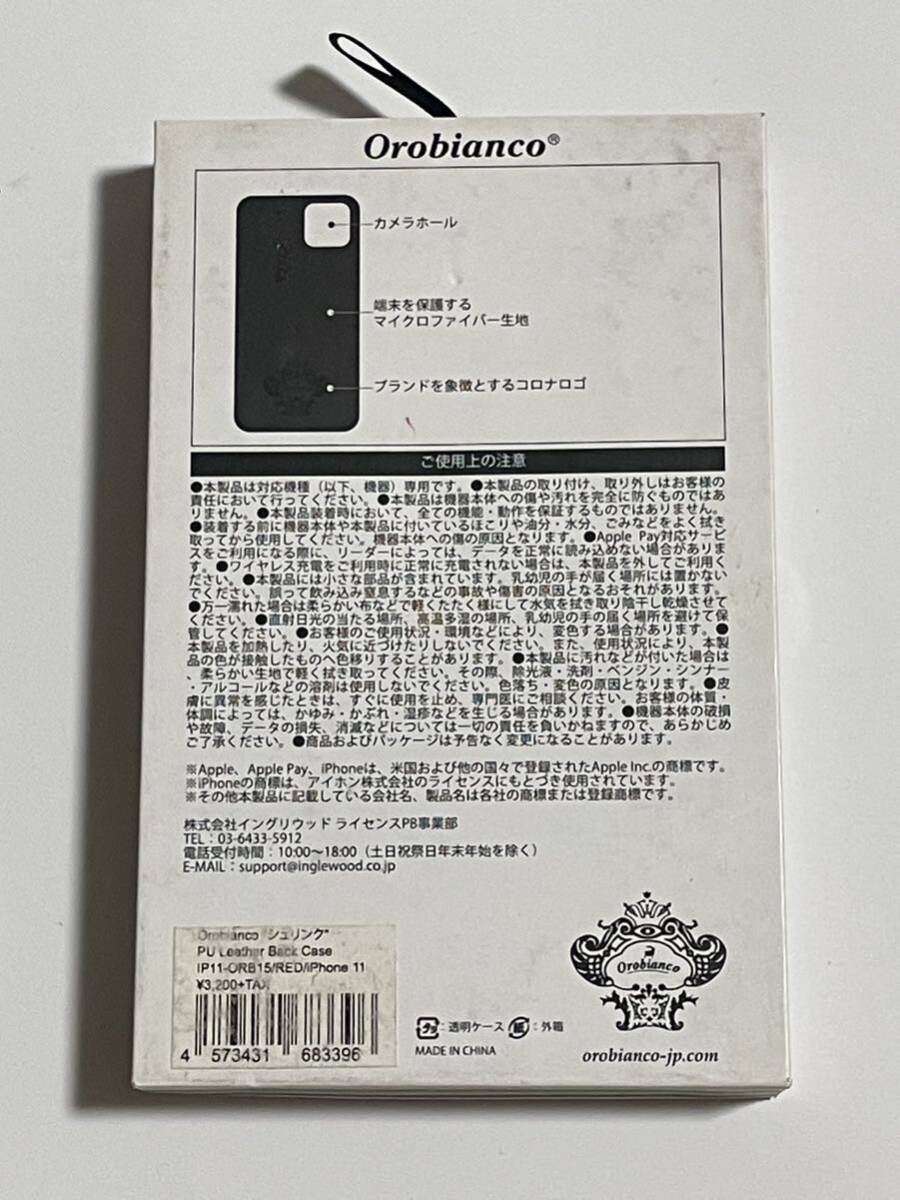 Orobianco®
カメラホール
端末を保護する
マイクロファイバー生地
ブランドを象徴とするコロナロゴ
ご使用上の注意
●本製品は対応機種（以下、機器）専用です。●本製品の取り付け、取り外しはお客様の
責任において行ってください。●本製品は機器本体への傷や汚れを完全に防ぐものではあ
りません。●本製品装着時において、全ての機能・動作を保証するものではありません。
●装着する前に機器本体や本製品に付いているほこりや油分・水分、ごみなどをよく拭き
取ってから使用してください。機器本体への傷の原因となります。●Apple Pay対応サービ
スをご利用になる際に、リーダーによっては、データを正常に読み込めない場合がありま
す。●ワイヤレス充電をご利用時に正常に充電されない場合は、本製品を外してご利用く
ださい。●本製品には小さな部品が含まれています。乳幼児の手が届く場所には置かない
でください。誤って飲み込み窒息するなどの事故や傷害の原因となるおそれがあります。
●万一濡れた場合は柔らかい布などで軽くたたく様にして水気を拭き取り陰干し乾燥させて
ください。●直射日光の当たる場所、高温多湿の場所、乳幼児の手の届く場所を避けて保
管してください。●お客様のご使用状況・環境などにより、変色する場合があります。●
本製品を加熱したり、火気に近づけたりしないでください。また、使用状況により、本製
品の色が接触したものへ色移りすることがあります。●本製品に汚れなどが付いた場合は
、柔らかい生地で軽く拭き取ってください。その際、除光液・洗剤・ベンジン・シンナー
・アルコールなどの溶剤は使用しないでください。色落ち・変色の原因となります。●皮
膚に異常を感じたときは、すぐに使用を止め、専門医にご相談ください。お客様の体質・
体調によっては、かゆみ・かぶれ・湿疹などを生じる場合があります。●機器本体の破損
や故障、データの損失、消滅などについては一切の責任を負いかねますので、あらかじめ
ご了承ください。●商品およびパッケージは予告なく変更になることがあります。
※Apple、Apple Pay、iPhoneは、米国および他の国々で登録されたApple Inc.の商標です。
※iPhoneの商標は、アイホン株式会社のライセンスにもとづき使用されています。
※その他本製品に記載している会社名、製品名は各社の商標または登録商標です。
株式会社イングリウッド ライセンスPB事業部
TEL：03-6433-5912
電話受付時間：10:00〜18:00（土日祝祭日年末年始を除く）
E-MAIL：support@inglewood.co.jp
Orobianco "シュリンク"
PU Leather Back Case
IP11-ORB15/RED/iPhone 11
¥3,200+TAX
4 573431 683396
プラ：透明ケース 紙：外箱
MADE IN CHINA
Orobianco
orobianco-jp.com